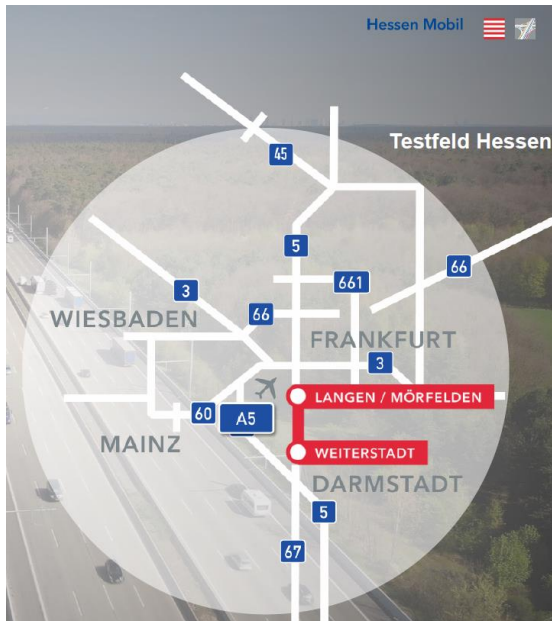 Hessen Mobil
Testfeld Hessen
45
5
66
661
3
66
WIESBADEN
FRANKFURT
3
60
A5
LANGEN / MÖRFELDEN
MAINZ
WEITERSTADT
DARMSTADT
5
67